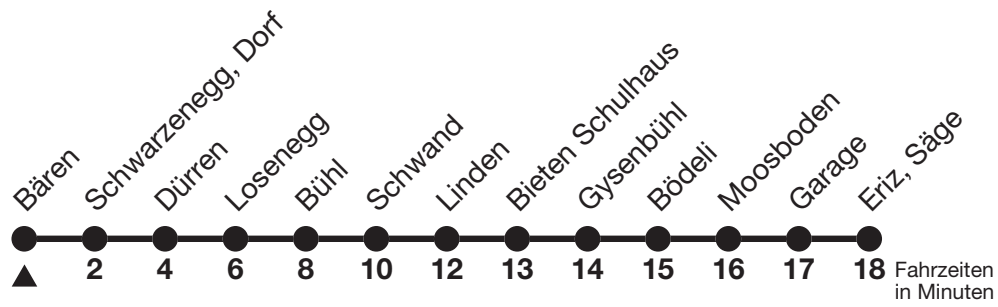 Bären
Schwarzenegg, Dorf
Dürren
Losenegg
Bühl
Schwand
Linden
Bieten Schulhaus
Gysenbühl
Bödeli
Moosboden
Garage
Eriz, Säge
2 4 6 8 10 12 13 14 15 16 17 18 Fahrzeiten
in Minuten